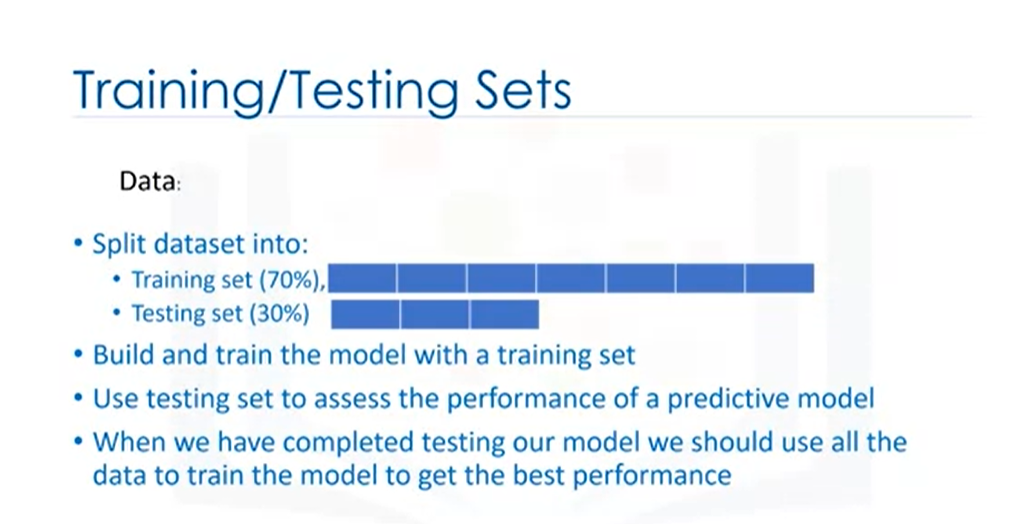 Training/Testing Sets
Data:
• Split dataset into:
• Training set (70%),
• Testing set (30%)
• Build and train the model with a training set
• Use testing set to assess the performance of a predictive model
• When we have completed testing our model we should use all the
data to train the model to get the best performance